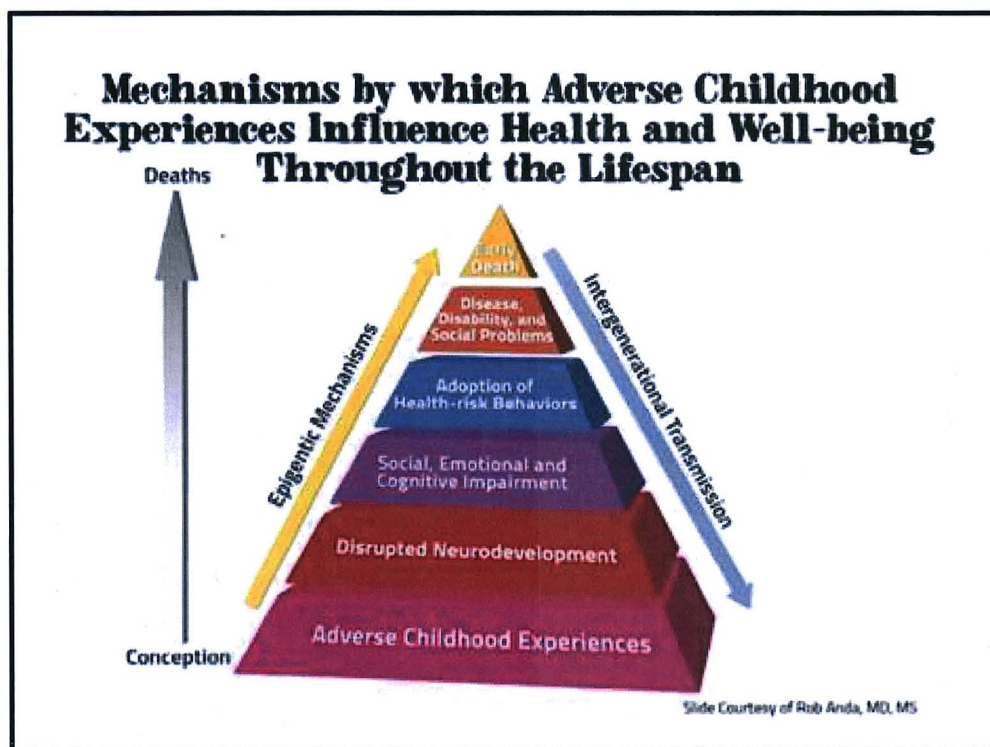 Mechanisms by which Adverse Childhood
Experiences Influence Health and Well-being
Throughout the Lifespan
Deaths
Early
Death
Disease,
Disability, and
Social Problems
Adoption of
Health-risk Behaviors
Social, Emotional and
Cognitive Impairment
Disrupted Neurodevelopment
Adverse Childhood Experiences
Epigentic Mechanisms
Intergenerational Transmission
Conception
Slide Courtesy of Rob Anda, MD, MS